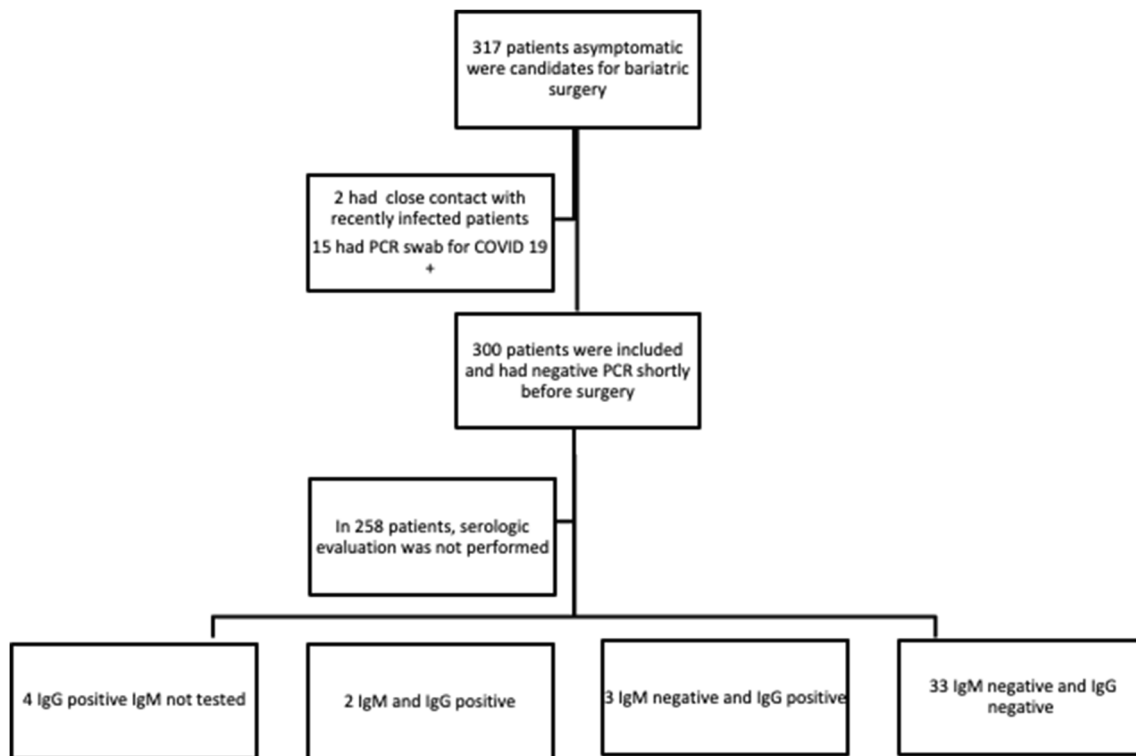 317 patients asymptomatic
were candidates for bariatric
surgery
2 had close contact with
recently infected patients
15 had PCR swab for COVID 19
+
300 patients were included
and had negative PCR shortly
before surgery
In 258 patients, serologic
evaluation was not performed
4 IgG positive IgM not tested
2 IgM and IgG positive
3 IgM negative and IgG positive
33 IgM negative and IgG
negative